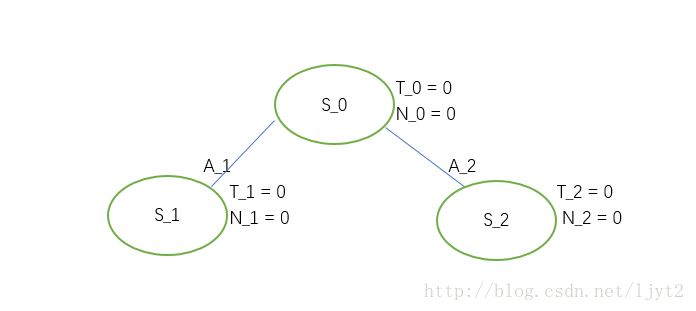 S_0
T_0 = 0
N_0 = 0
A_1
A_2
S_1
T_1 = 0
N_1 = 0
S_2
T_2 = 0
N_2 = 0
http://blog.csdn.net/ljyt2